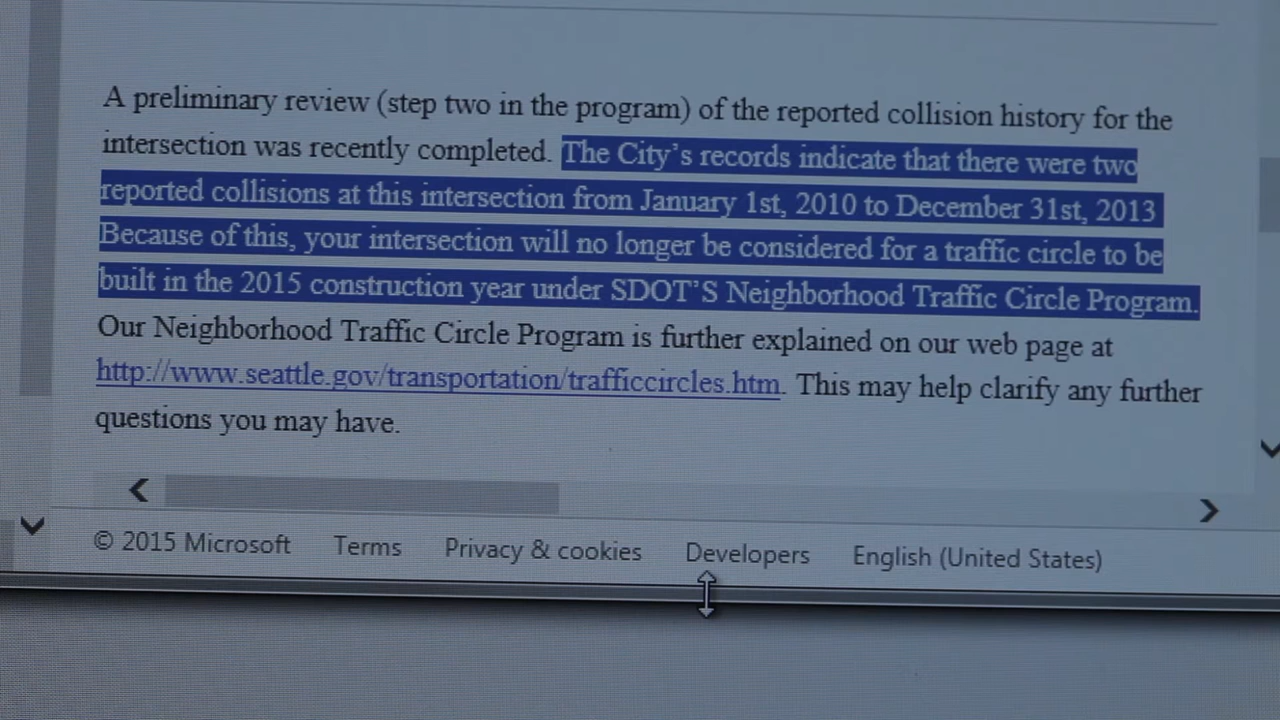 A preliminary review (step two in the program) of the reported collision history for the
intersection was recently completed. The City's records indicate that there were two
reported collisions at this intersection from January 1st, 2010 to December 31st, 2013
Because of this, your intersection will no longer be considered for a traffic circle to be
built in the 2015 construction year under SDOT'S Neighborhood Traffic Circle Program.
Our Neighborhood Traffic Circle Program is further explained on our web page at
http://www.seattle.gov/transportation/trafficcircles.htm. This may help clarify any further
questions you may have.
© 2015 Microsoft Terms Privacy & cookies Developers English (United States)